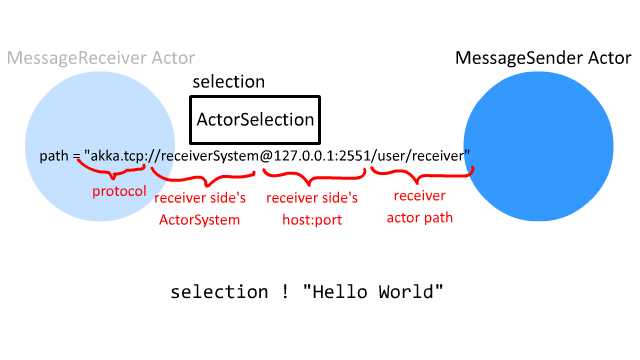 MessageReceiver Actor
MessageSender Actor
selection
ActorSelection
path = "akka.tcp://receiverSystem@127.0.0.1:2551/user/receiver"
protocol
receiver side's
ActorSystem
receiver side's
host:port
receiver
actor path
selection ! "Hello World"